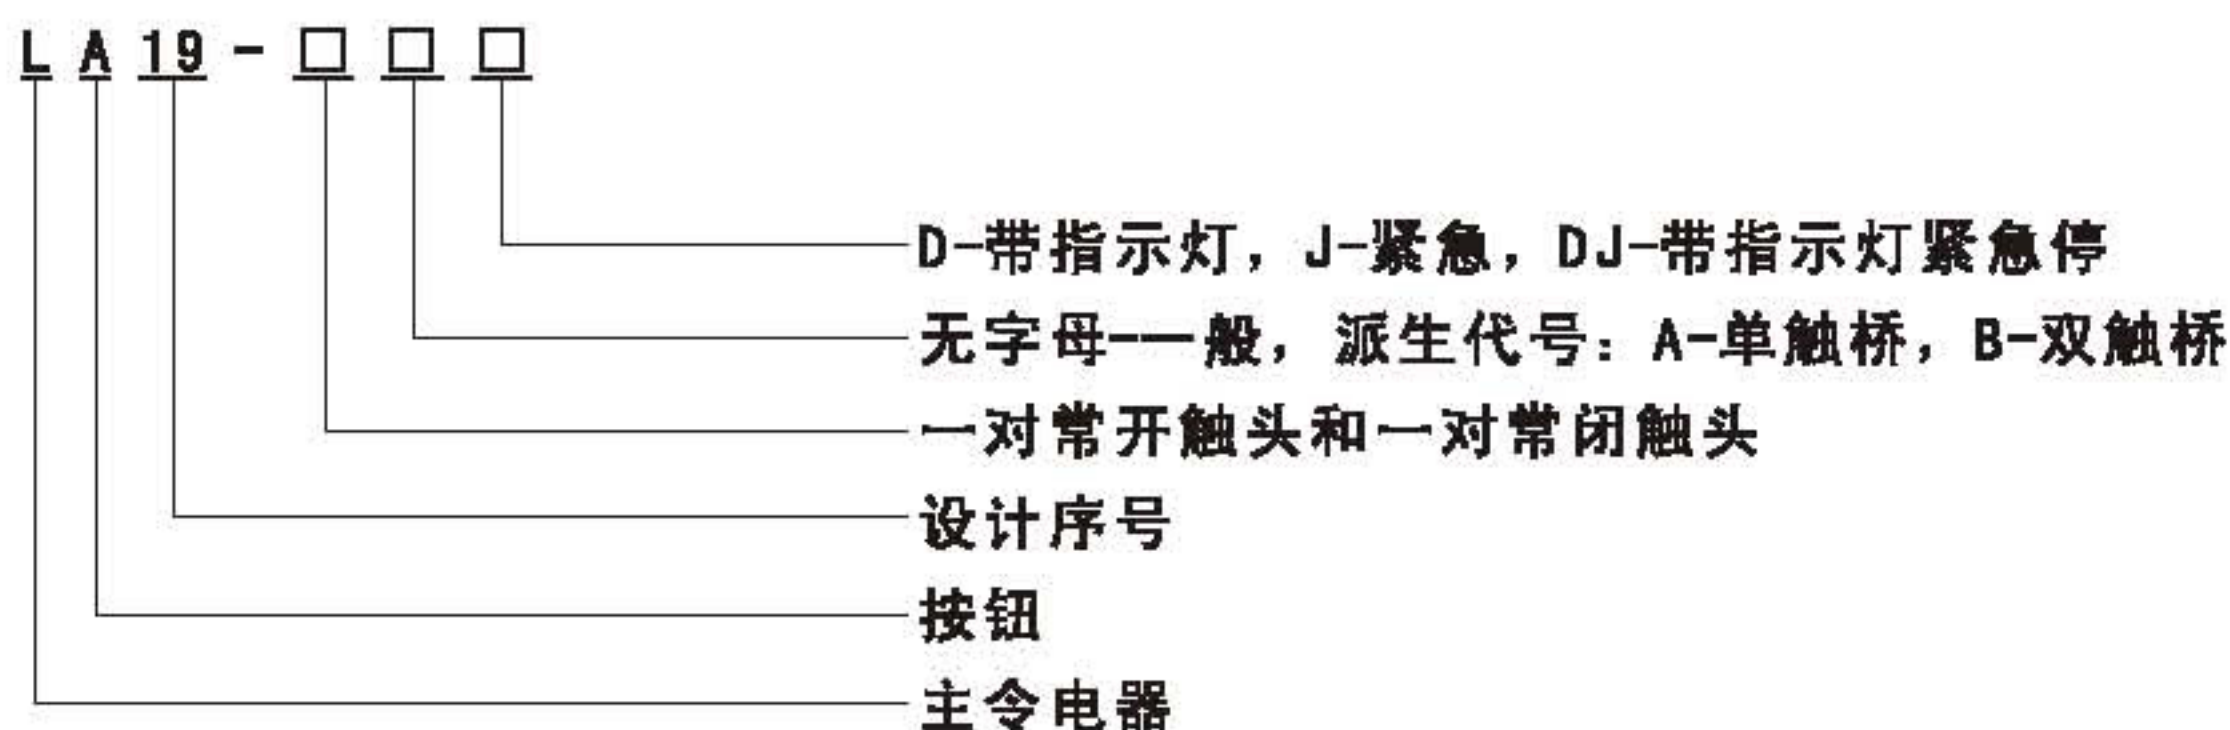 LA19-□□□
D-带指示灯，J-紧急，DJ-带指示灯紧急停
无字母-一般，派生代号：A-单触桥，B-双触桥
一对常开触头和一对常闭触头
设计序号
按钮
主令电器